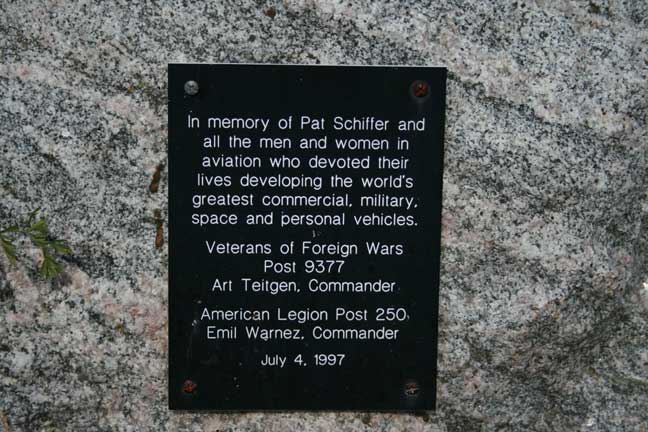 In memory of Pat Schiffer and
all the men and women in
aviation who devoted their
lives developing the world's
greatest commercial, military,
space and personal vehicles.
Veterans of Foreign Wars
Post 9377
Art Teitgen, Commander
American Legion Post 250
Emil Warnez, Commander
July 4, 1997